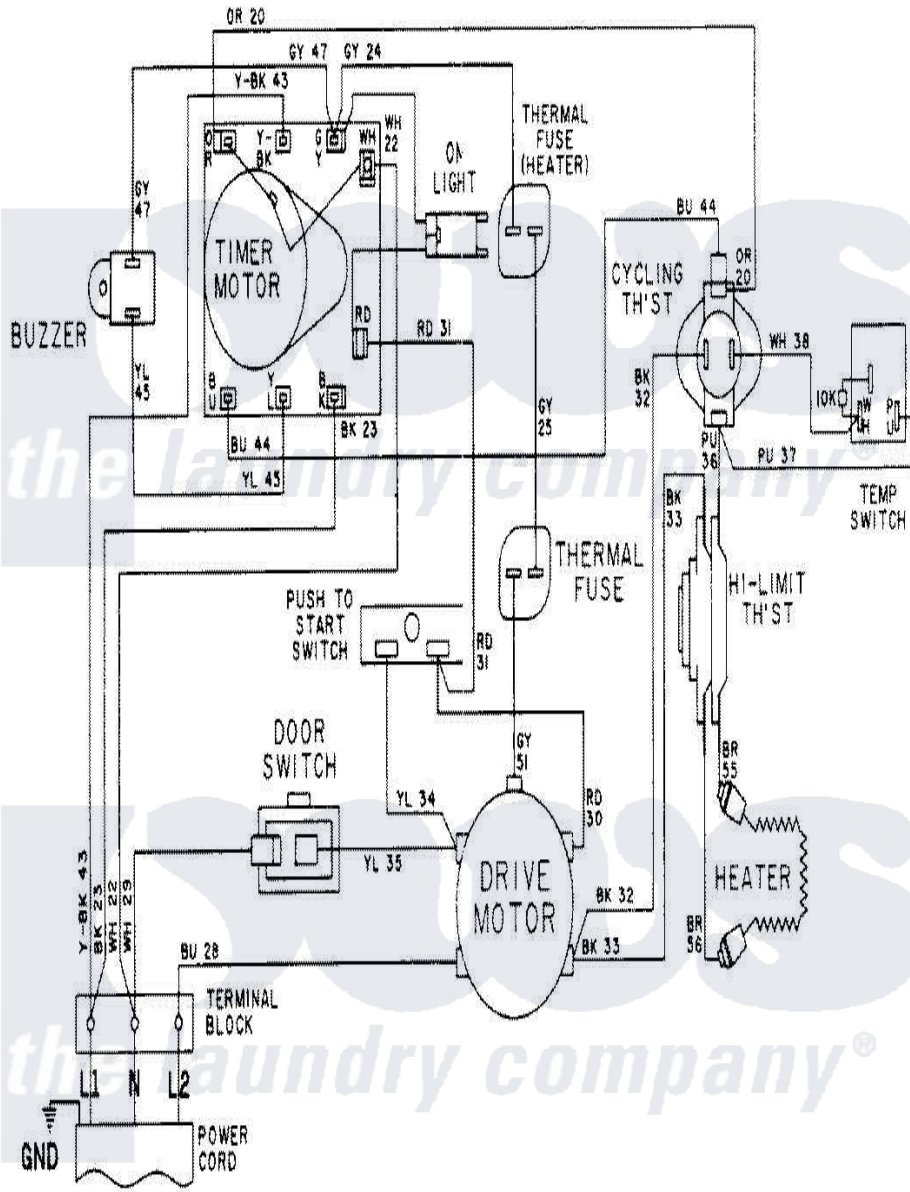 OR 20
GY 47
GY 24
Y-BK 43
O
R
Y-
BK
G
Y
WH
WH
22
ON
LIGHT
THERMAL
FUSE
(HEATER)
GY
47
BU 44
TIMER
MOTOR
CYCLING
TH'ST
OR
20
BUZZER
RD
RD 31
WH 38
YL
45
B
U
Y
L
B
K
BK
32
10K
W
H
P
U
GY
25
BK 23
BU 44
YL 45
PU
36
PU 37
the laundry company®
BK
33
TEMP
SWITCH
THERMAL
FUSE
HI-LIMIT
TH'ST
PUSH TO
START
SWITCH
RD
31
DOOR
SWITCH
GY
51
BR
55
YL 34
RD
30
YL 35
DRIVE
MOTOR
HEATER
BK 32
Y-BK 43
BK 23
WH 22
WH 29
BU 28
BK 33
BR
56
TERMINAL
BLOCK
the laundry company®
L1 N L2
GND
POWER
CORD